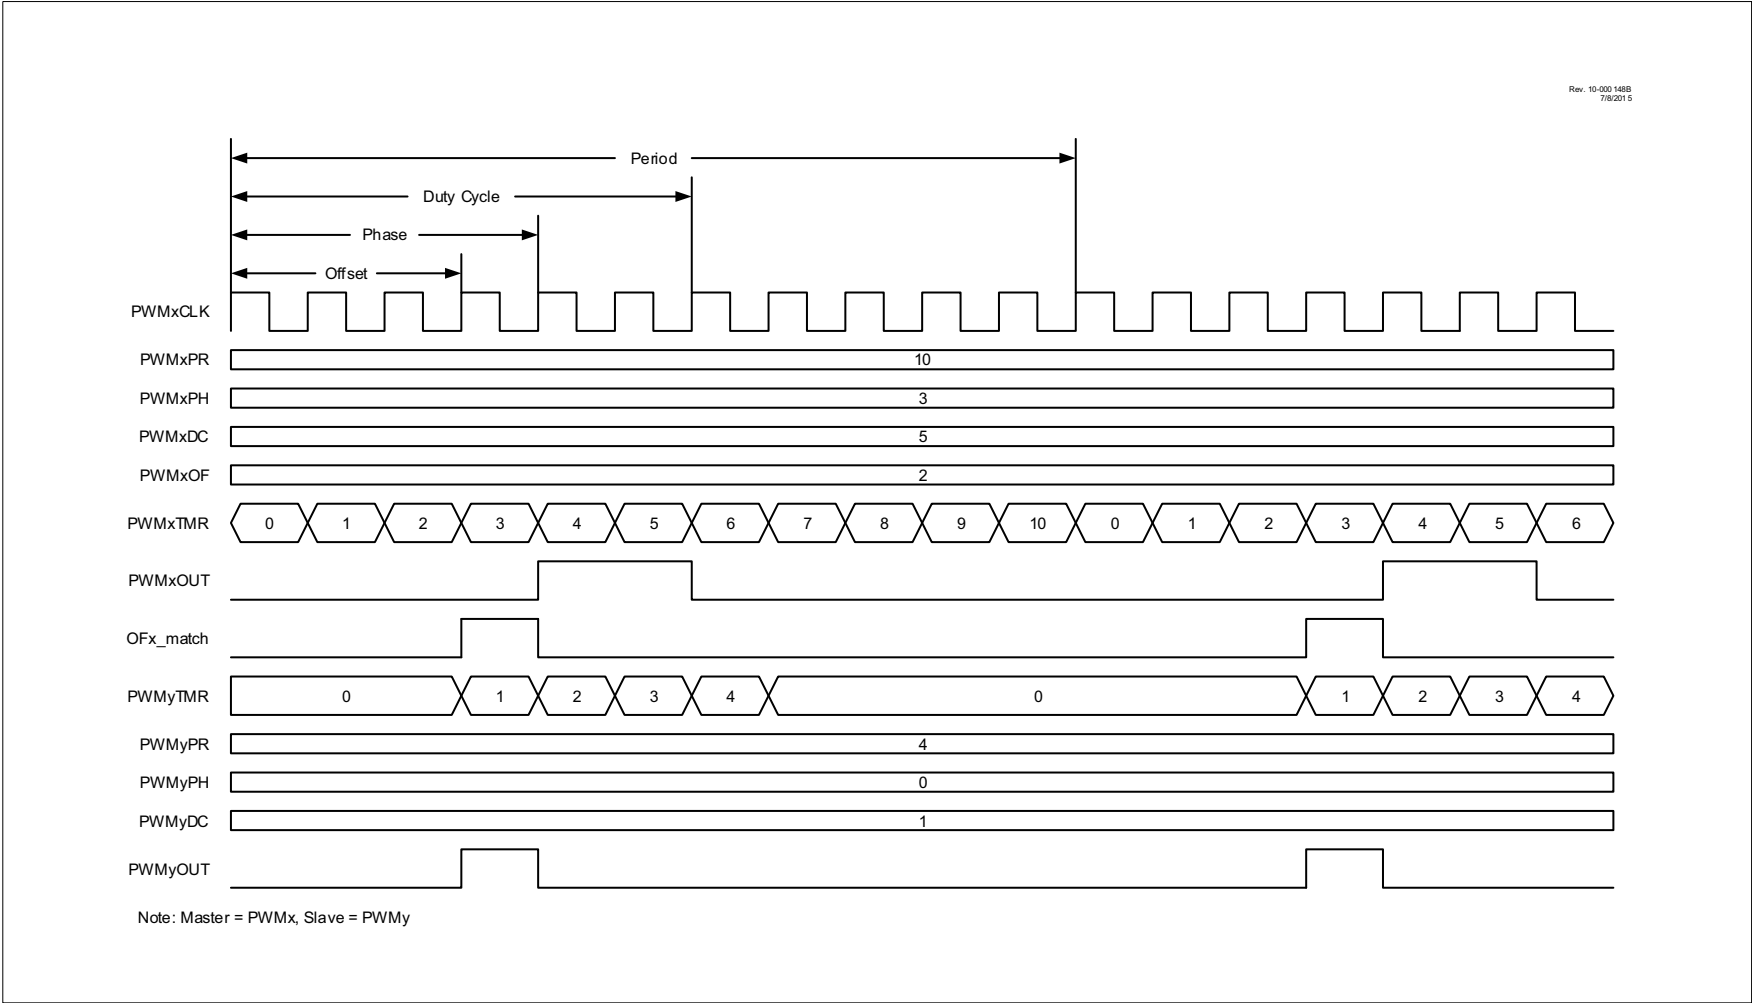 Rev. 10-000 148B
7/8/201 5
Period
Duty Cycle
Phase
Offset
PWMxCLK
PWMxPR 10
PWMxPH 3
PWMxDC 5
PWMxOF 2
PWMxTMR 0 1 2 3 4 5 6 7 8 9 10 0 1 2 3 4 5 6
PWMxOUT
OFx_match
PWMyTMR 0 1 2 3 4 0 1 2 3 4
PWMyPR 4
PWMyPH 0
PWMyDC 1
PWMyOUT
Note: Master = PWMx, Slave = PWMy